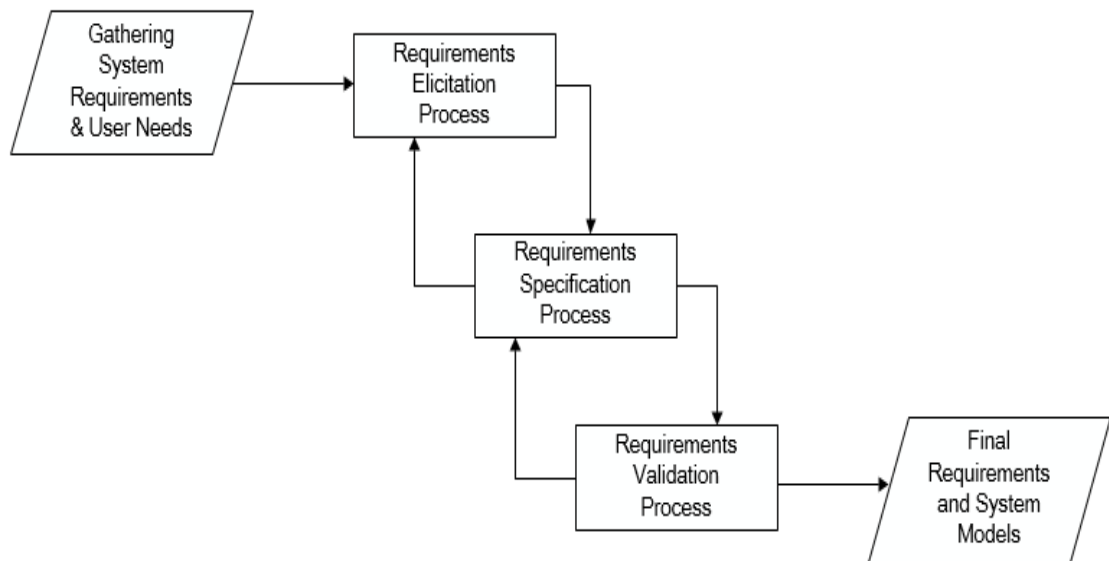 Gathering
System
Requirements
& User Needs
Requirements
Elicitation
Process
Requirements
Specification
Process
Requirements
Validation
Process
Final
Requirements
and System
Models